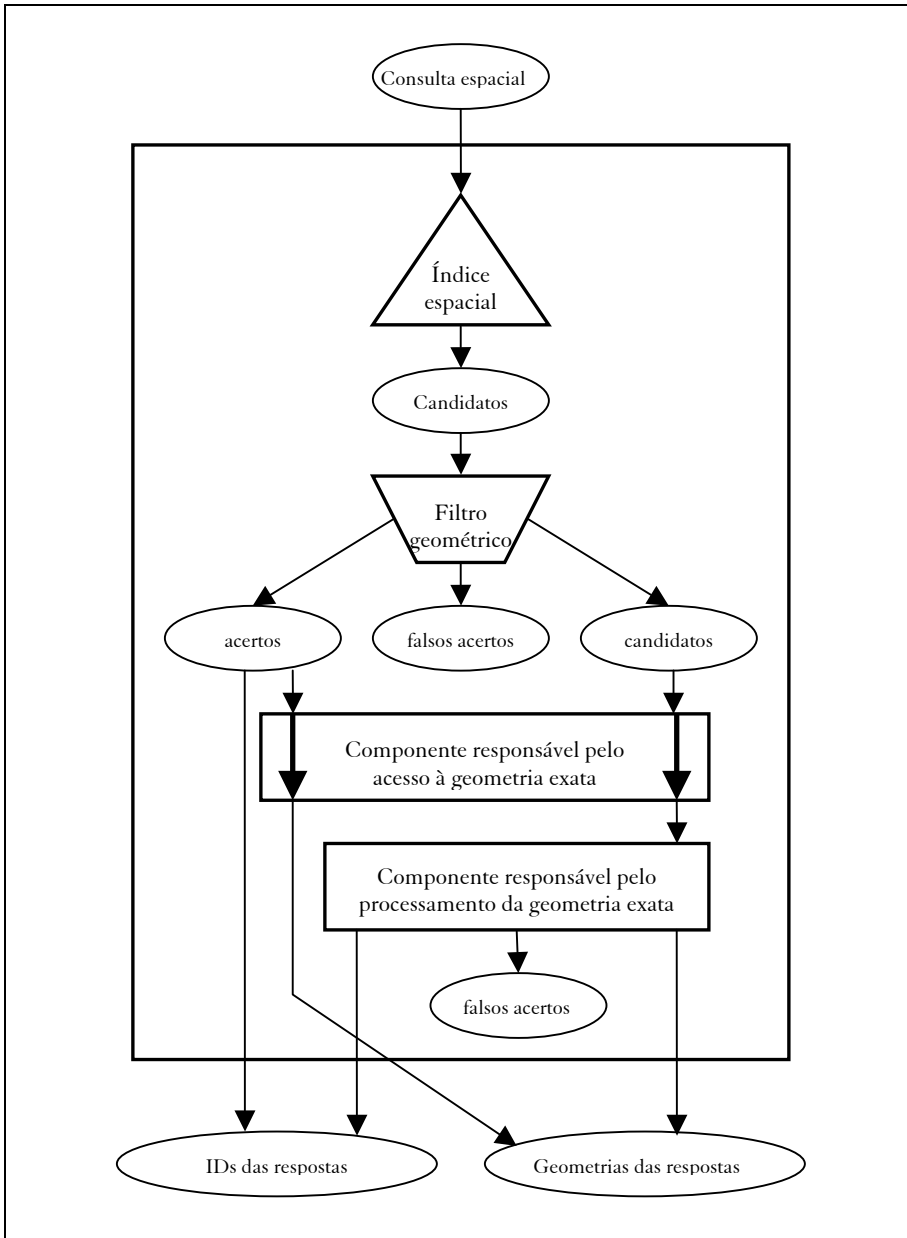 Consulta espacial
Índice
espacial
Candidatos
Filtro
geométrico
acertos
falsos acertos
candidatos
Componente responsável pelo
acesso à geometria exata
Componente responsável pelo
processamento da geometria exata
falsos acertos
IDs das respostas
Geometrias das respostas